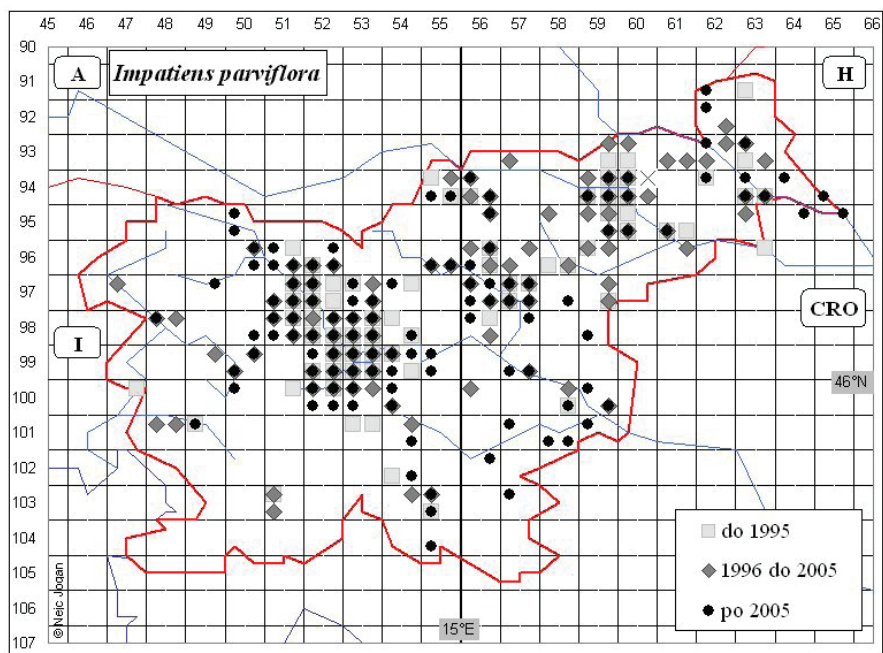 45 46 47 48 49 50 51 52 53 54 55 56 57 58 59 60 61 62 63 64 65 66
90
91
92
93
94
95
96
97
98
99
100
101
102
103
104
105
106
107
A
Impatiens parviflora
H
I
CRO
46°N
15°E
do 1995
1996 do 2005
po 2005
© Nejc Jogan